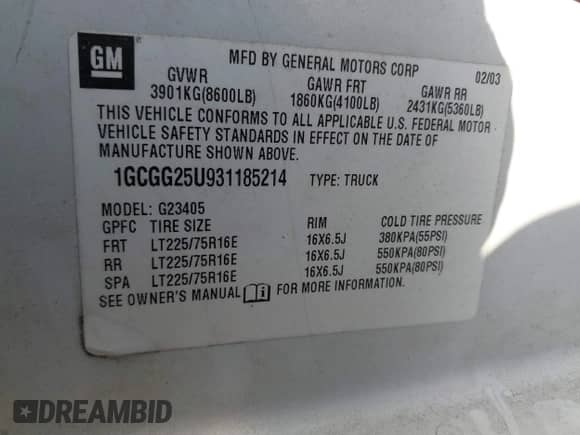 GM
MFD BY GENERAL MOTORS CORP 02/03
GVWR GAWR FRT GAWR RR
3901KG(8600LB) 1860KG(4100LB) 2431KG(5360LB)
THIS VEHICLE CONFORMS TO ALL APPLICABLE U.S. FEDERAL MOTOR
VEHICLE SAFETY STANDARDS IN EFFECT ON THE DATE OF
MANUFACTURE SHOWN ABOVE.
1GCGG25U931185214 TYPE: TRUCK
MODEL: G23405
GPFC TIRE SIZE RIM COLD TIRE PRESSURE
FRT LT225/75R16E 16X6.5J 380KPA(55PSI)
RR LT225/75R16E 16X6.5J 550KPA(80PSI)
SPA LT225/75R16E 16X6.5J 550KPA(80PSI)
SEE OWNER'S MANUAL i FOR MORE INFORMATION.
DREAMBID